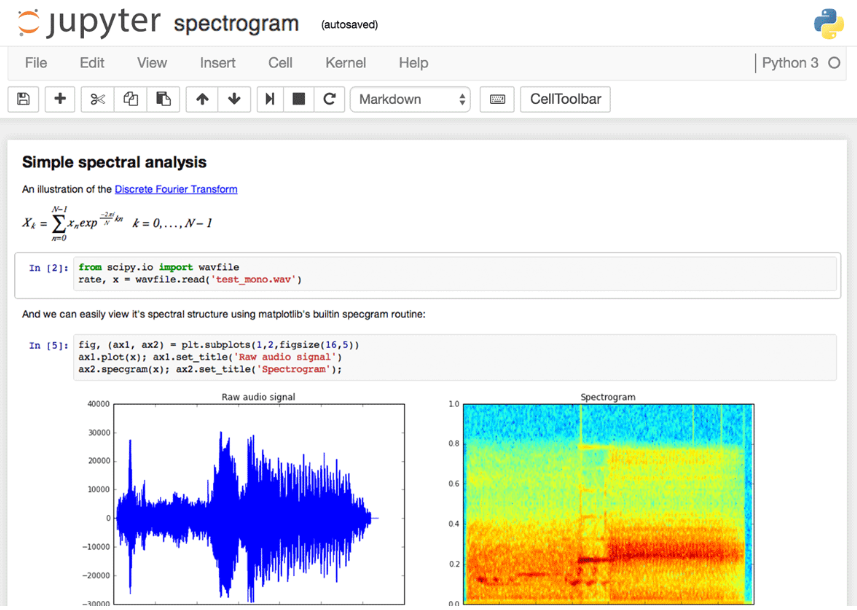 jupyter spectrogram (autosaved)
File Edit View Insert Cell Kernel Help Python 3
Markdown CellToolbar
Simple spectral analysis
An illustration of the Discrete Fourier Transform
X_k = ∑_{n=0}^{N−1} x_n exp^{\frac{−2πi}{N} kn} k = 0, . . . , N − 1
In [2]: from scipy.io import wavfile
rate, x = wavfile.read('test_mono.wav')
And we can easily view it's spectral structure using matplotlib's builtin specgram routine:
In [5]: fig, (ax1, ax2) = plt.subplots(1,2,figsize(16,5))
ax1.plot(x); ax1.set_title('Raw audio signal')
ax2.specgram(x); ax2.set_title('Spectrogram');
Raw audio signal
40000
30000
20000
10000
0
−10000
−20000
−30000
Spectrogram
1.0
0.8
0.6
0.4
0.2
0.0